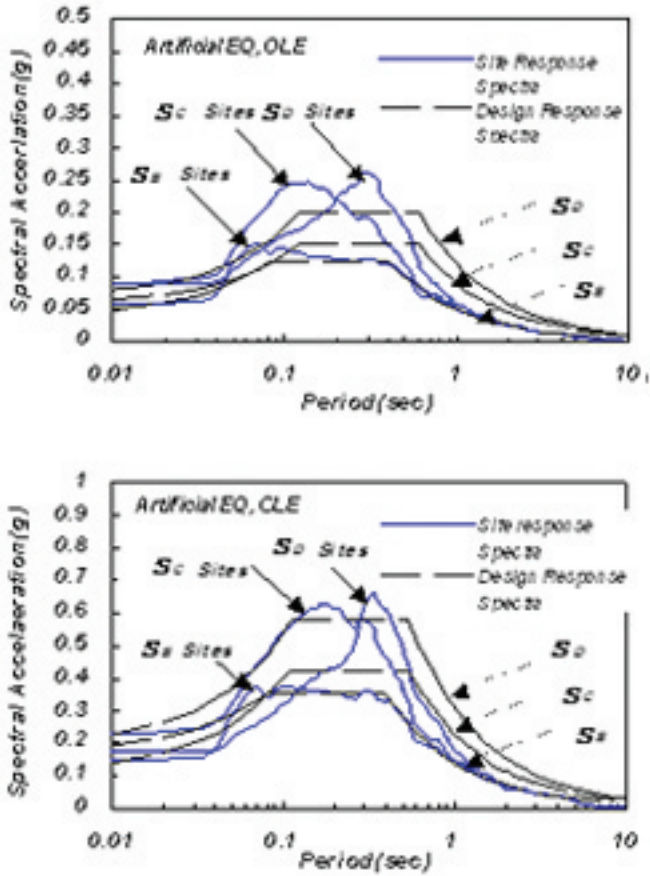 0.5
Artificial EQ, OLE
Site Response
Spectra
Design Response
Spectra
0.45
0.4
0.35
0.3
0.25
0.2
0.15
0.1
0.05
0
Spectral Accerlation(g)
Sc Sites SD Sites
SB Sites
SD
Sc
SB
0.01 0.1 1 10
Period(sec)
1
Artificial EQ, CLE
Site response
Spectra
Design Response
Spectra
0.9
0.8
0.7
0.6
0.5
0.4
0.3
0.2
0.1
0
Spectral Accelaeration(g)
SD Sites
Sc Sites
SB Sites
SD
Sc
SB
0.01 0.1 1 10
Period(sec)